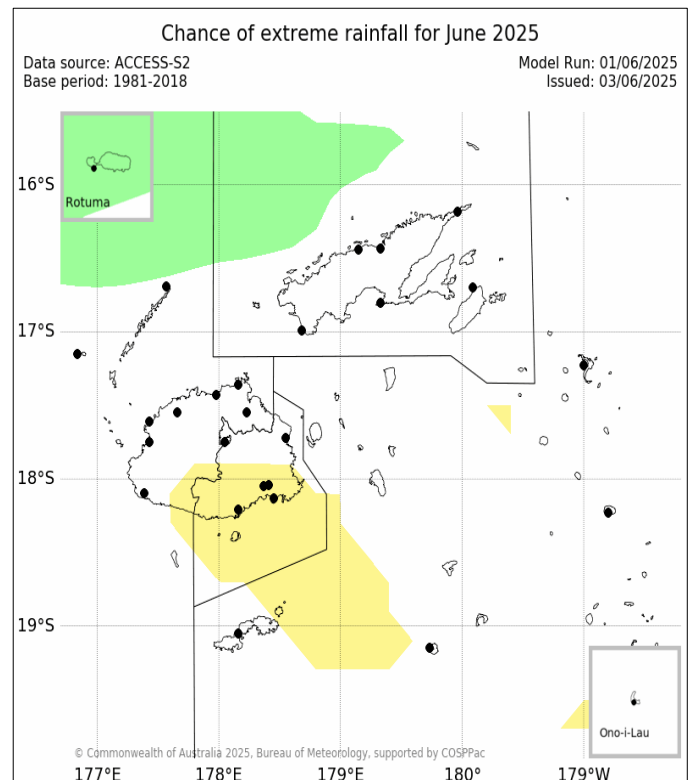 Chance of extreme rainfall for June 2025
Data source: ACCESS-S2
Base period: 1981-2018
Model Run: 01/06/2025
Issued: 03/06/2025
16°S
Rotuma
17°S
18°S
19°S
Ono-i-Lau
© Commonwealth of Australia 2025, Bureau of Meteorology, supported by COSPPac
177°E
178°E
179°E
180°
179°W